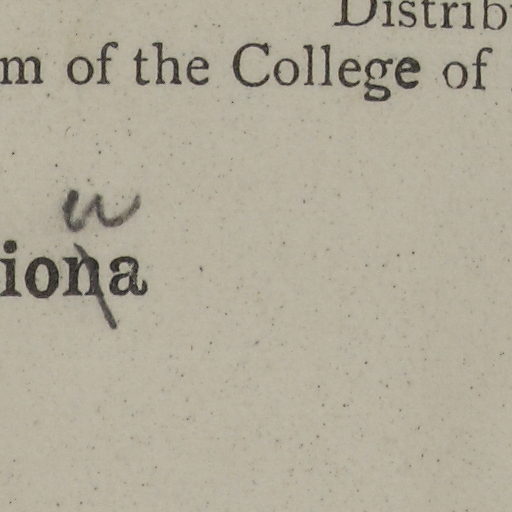 Distrib
m of the College of
w
iona